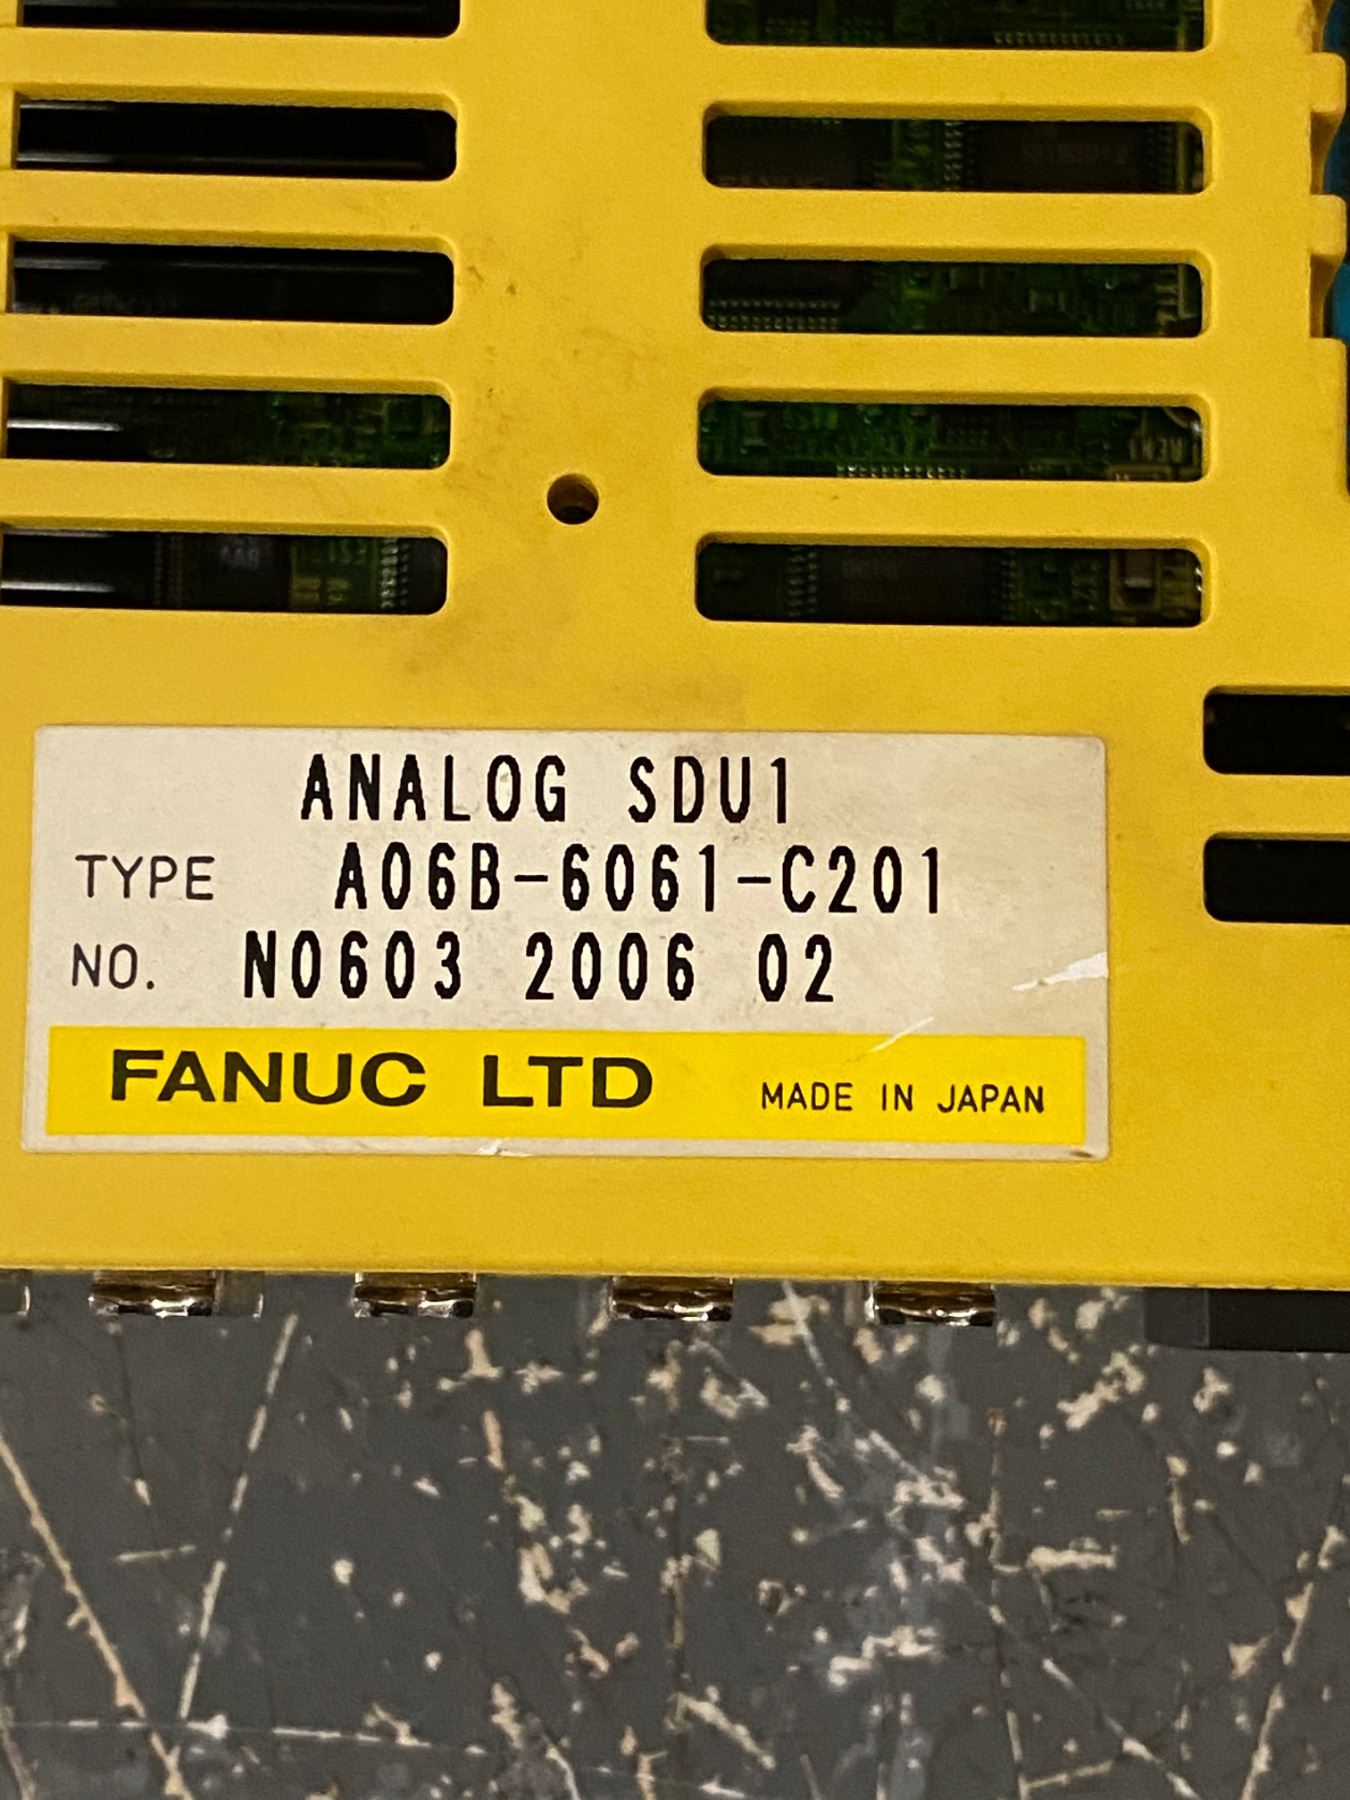 ANALOG SDU1
TYPE A06B-6061-C201
NO. N0603 2006 02
FANUC LTD MADE IN JAPAN